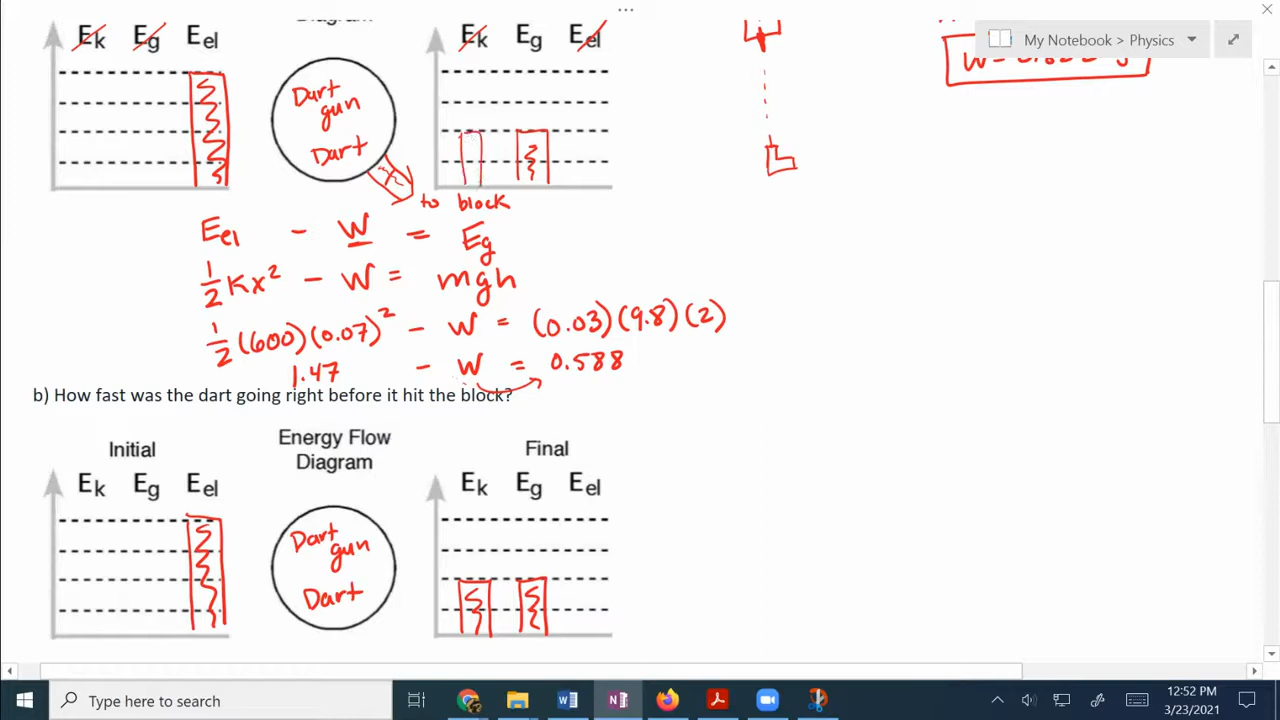 My Notebook > Physics
Ek Eg Eel
Ek Eg Eel
Dart
gun
Dart
to block
Eel - W = Eg
½Kx² - W = mgh
½(600)(0.07)² - W = (0.03)(9.8)(2)
1.47 - W = 0.588
b) How fast was the dart going right before it hit the block?
Initial
Energy Flow
Diagram
Final
Ek Eg Eel
Ek Eg Eel
Dart
gun
Dart
Type here to search
12:52 PM
3/23/2021